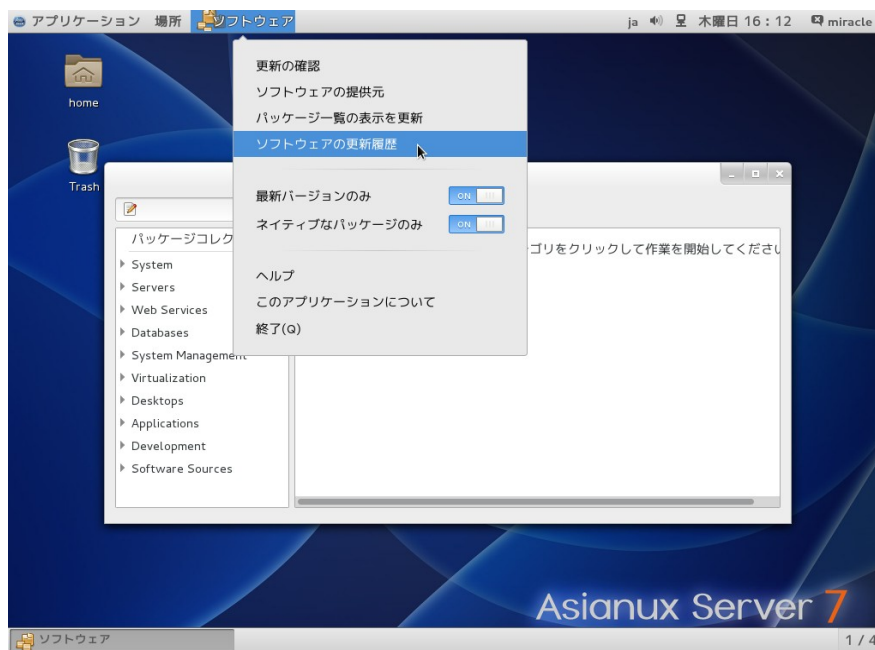 アプリケーション 場所 ソフトウェア ja 木曜日 16：12 miracle
home
Trash
更新の確認
ソフトウェアの提供元
パッケージ一覧の表示を更新
ソフトウェアの更新履歴
最新バージョンのみ ON
ネイティブなパッケージのみ ON
ヘルプ
このアプリケーションについて
終了(Q)
パッケージコレク
ゴリをクリックして作業を開始してください
System
Servers
Web Services
Databases
System Management
Virtualization
Desktops
Applications
Development
Software Sources
Asianux Server 7
ソフトウェア 1 / 4